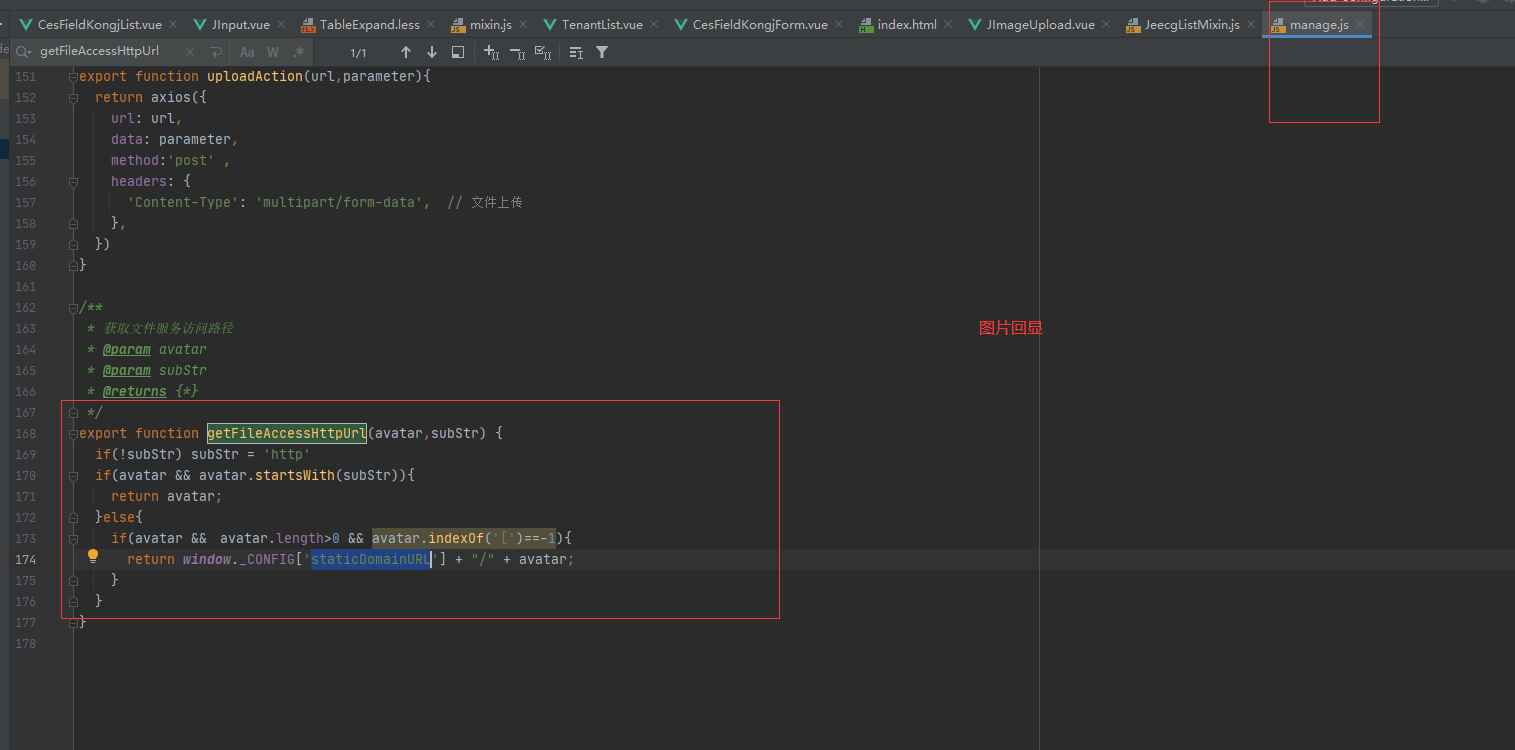 CesFieldKongjList.vue JInput.vue TableExpand.less mixin.js TenantList.vue CesFieldKongjForm.vue index.html JImageUpload.vue JeecgListMixin.js manage.js
getFileAccessHttpUrl Aa W .* 1/1
151 export function uploadAction(url,parameter){
152 return axios({
153 url: url,
154 data: parameter,
155 method:'post' ,
156 headers: {
157 'Content-Type': 'multipart/form-data', // 文件上传
158 },
159 })
160 }
161
162 /**
163 * 获取文件服务访问路径
图片回显
164 * @param avatar
165 * @param subStr
166 * @returns {*}
167 */
168 export function getFileAccessHttpUrl(avatar,subStr) {
169 if(!subStr) subStr = 'http'
170 if(avatar && avatar.startsWith(subStr)){
171 return avatar;
172 }else{
173 if(avatar && avatar.length>0 && avatar.indexOf('[')==-1){
174 return window._CONFIG['staticDomainURL'] + "/" + avatar;
175 }
176 }
177 }
178